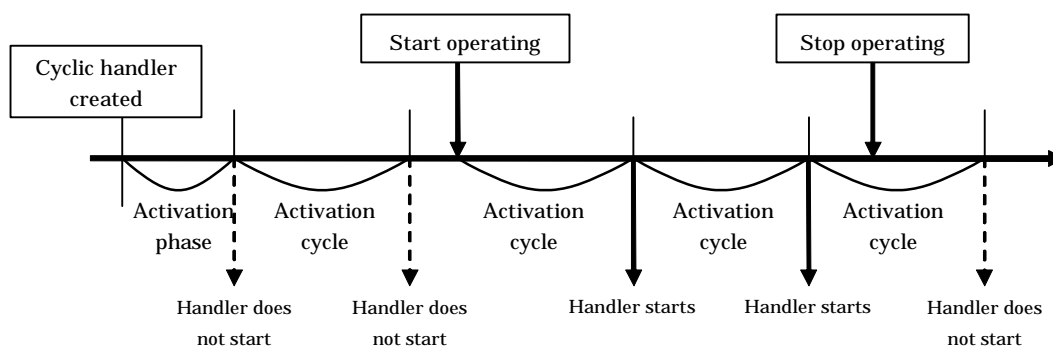 Start operating
Stop operating
Cyclic handler
created
Activation
phase
Activation
cycle
Activation
cycle
Activation
cycle
Activation
cycle
Handler does
not start
Handler does
not start
Handler starts
Handler starts
Handler does
not start